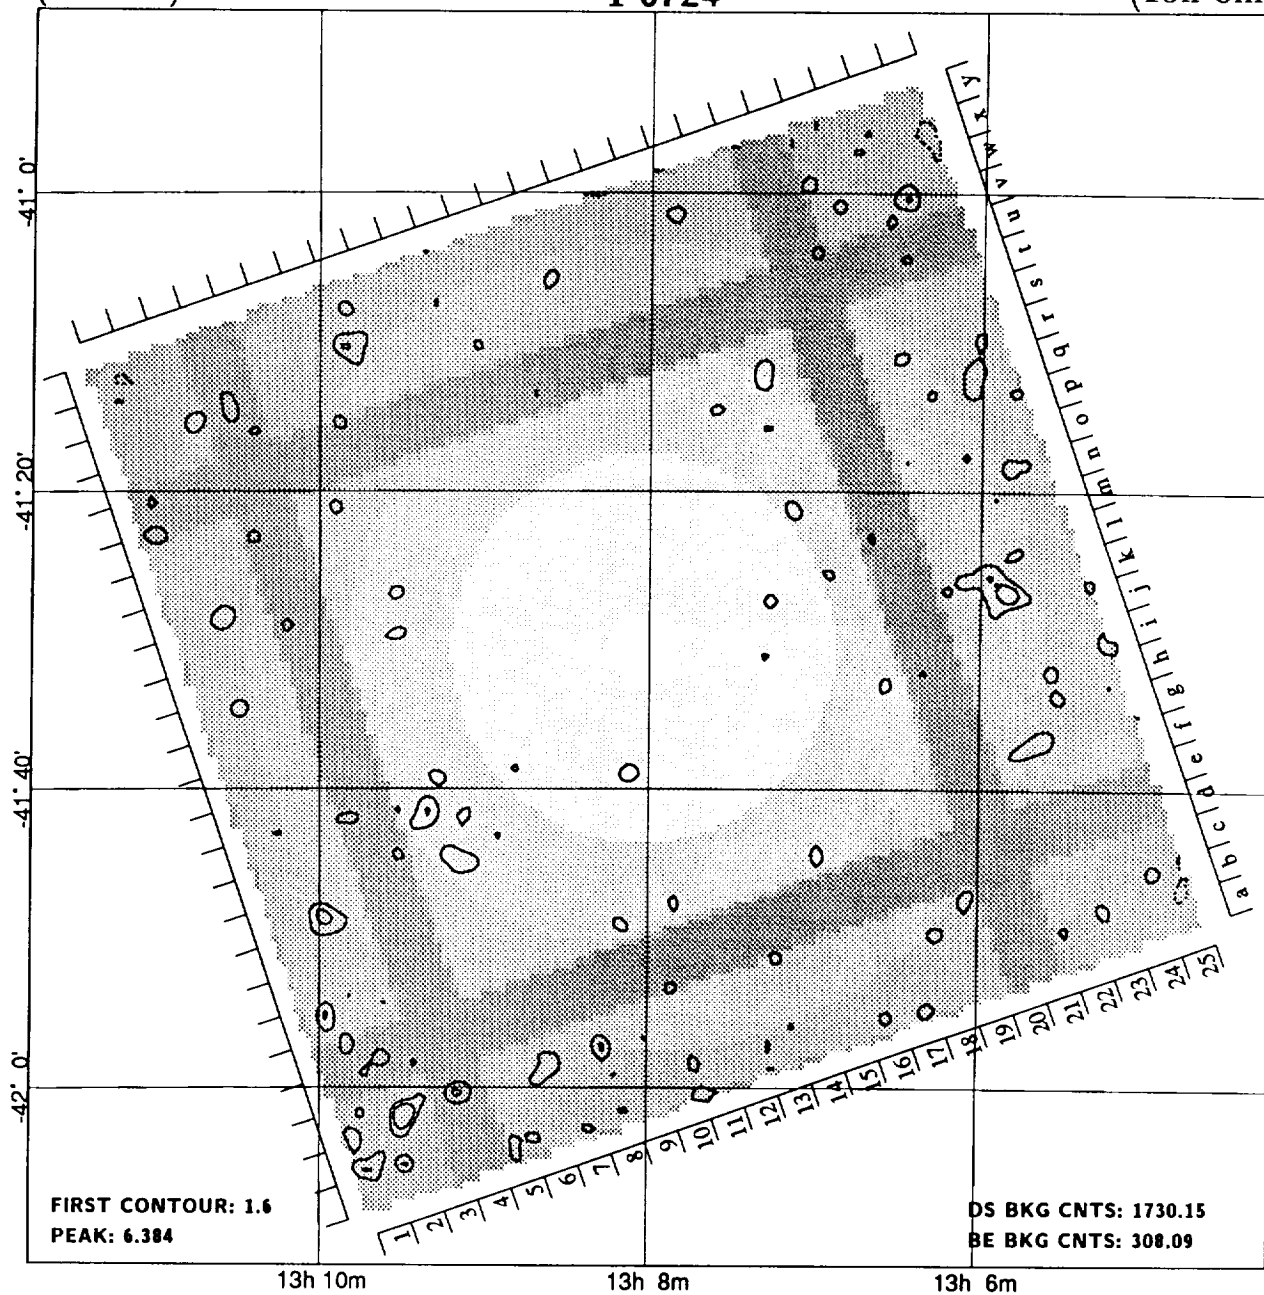 -41° 0'
y
x
w
v
u
t
s
r
q
p
o
n
m
l
k
j
i
h
g
f
e
d
c
b
a
-41° 20'
-41° 40'
-42° 0'
1
2
3
4
5
6
7
8
9
10
11
12
13
14
15
16
17
18
19
20
21
22
23
24
25
FIRST CONTOUR: 1.6
PEAK: 6.384
DS BKG CNTS: 1730.15
BE BKG CNTS: 308.09
13h 10m
13h 8m
13h 6m